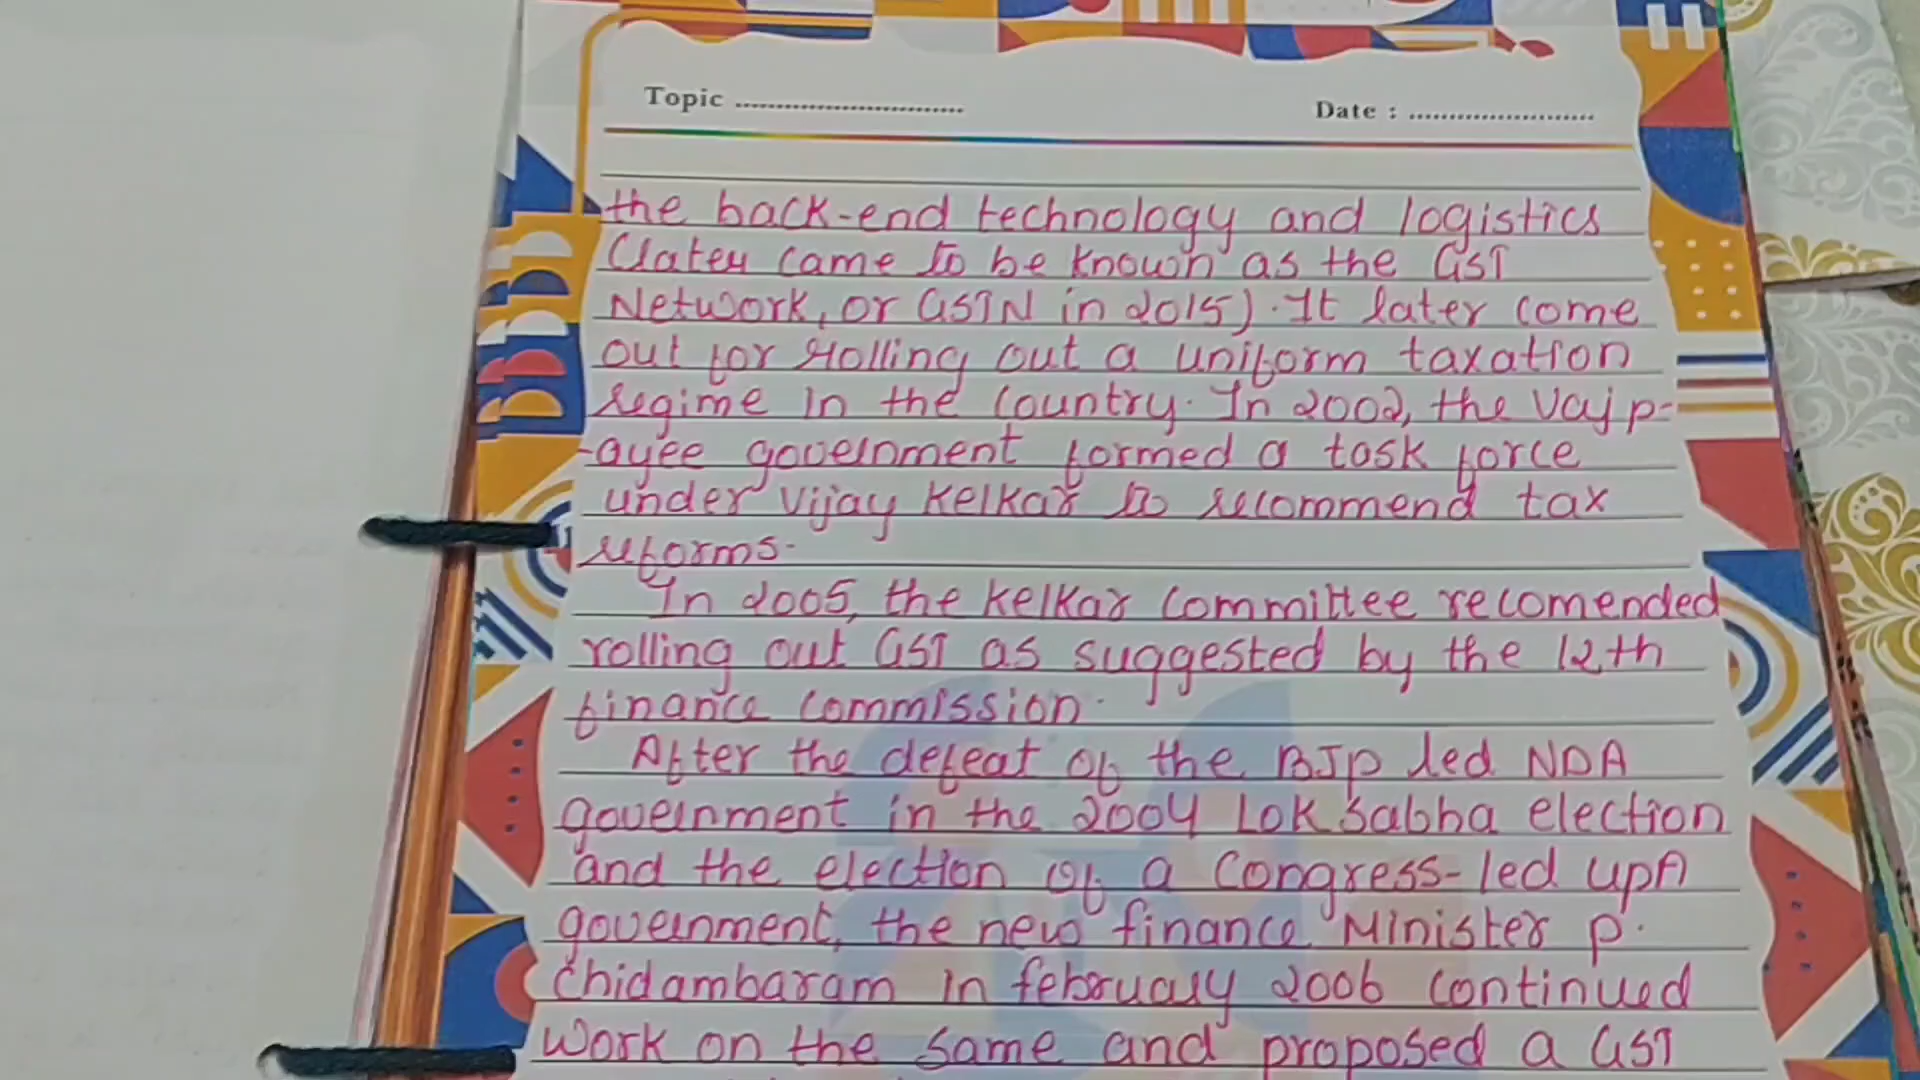 Topic ............................
Date : .......................
the back-end technology and logistics
(later came to be known as the GST
Network, or GSTN in 2015). It later come
out for rolling out a uniform taxation
regime in the country. In 2002, the Vajp-
-ayee government formed a task force
under Vijay Kelkar to recommend tax
reforms.
In 2005, the Kelkar committee recomended
rolling out GST as suggested by the 12th
finance commission.
After the defeat of the BJP led NDA
government in the 2004 Lok Sabha election
and the election of a Congress-led UPA
government, the new finance Minister P.
Chidambaram in february 2006 continued
work on the same and proposed a GST